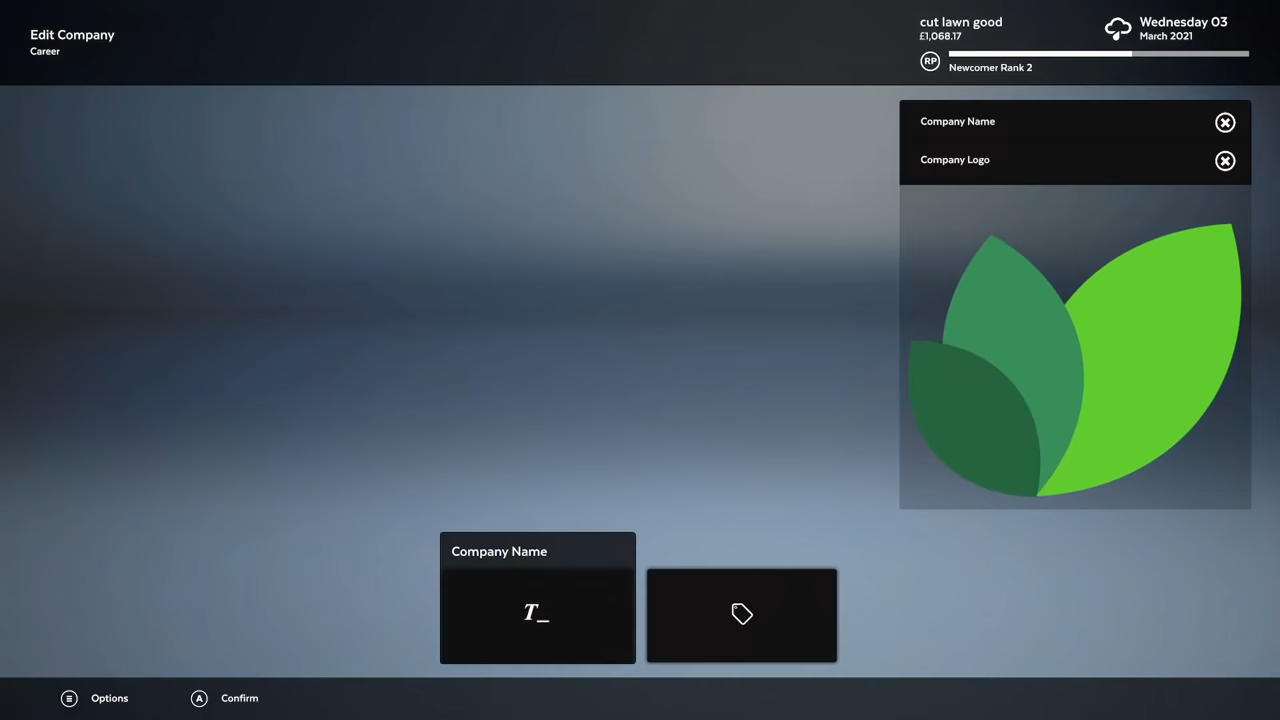 Edit Company
Career
cut lawn good
£1,068.17
Wednesday 03
March 2021
RP
Newcomer Rank 2
Company Name
Company Logo
Company Name
T_
Options
A Confirm